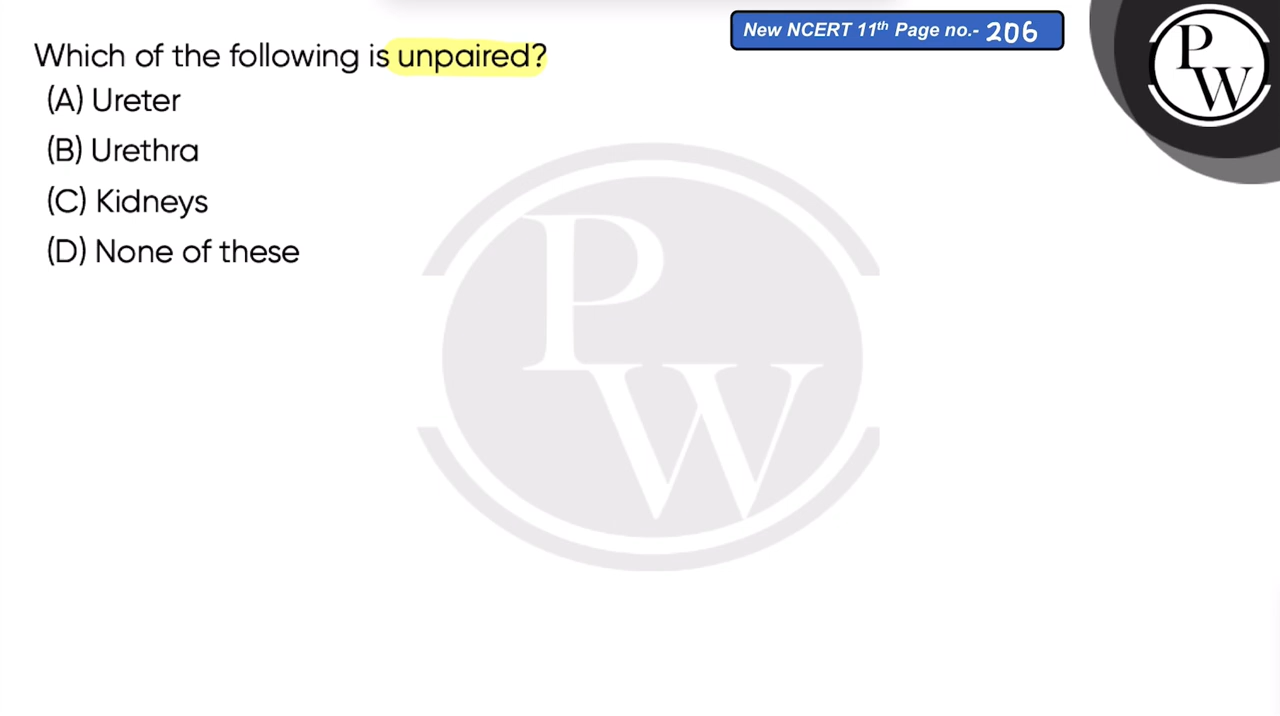 New NCERT 11th Page no.- 206
P
W
Which of the following is unpaired?
(A) Ureter
(B) Urethra
(C) Kidneys
(D) None of these
P
W